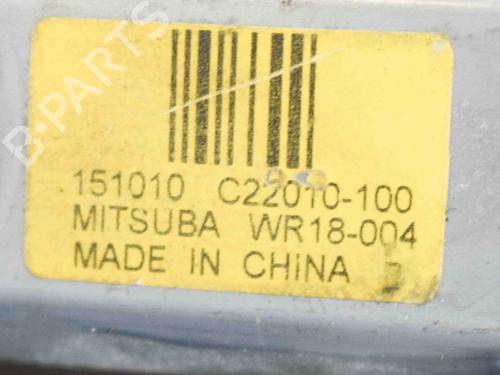 151010 C22010-100
MITSUBA WR18-004
MADE IN CHINA
B-PARTS